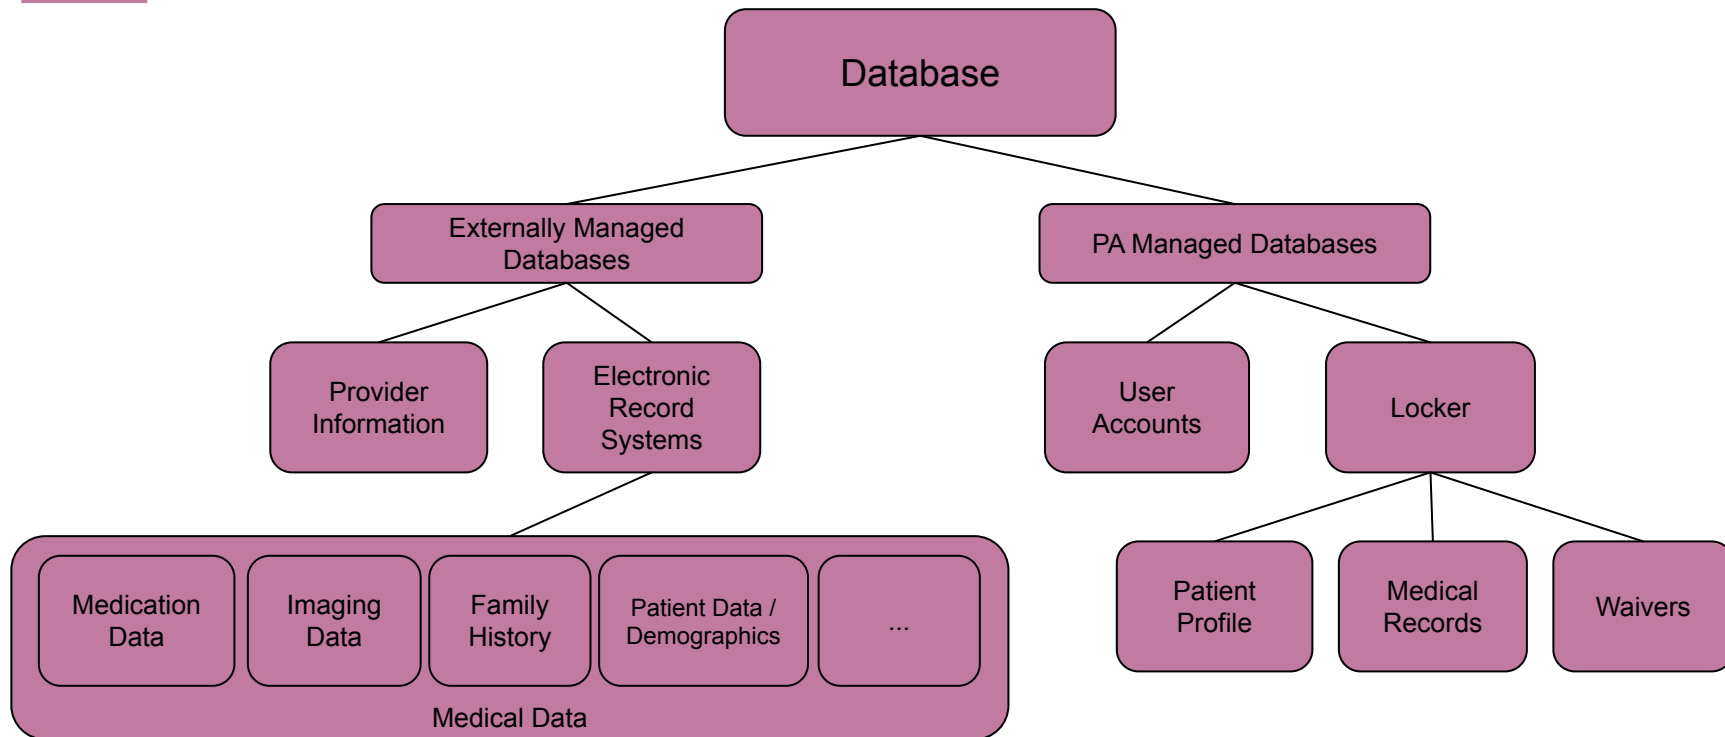 Database
Externally Managed
Databases
PA Managed Databases
Provider
Information
Electronic
Record
Systems
User
Accounts
Locker
Medication
Data
Imaging
Data
Family
History
Patient Data /
Demographics
...
Medical Data
Patient
Profile
Medical
Records
Waivers